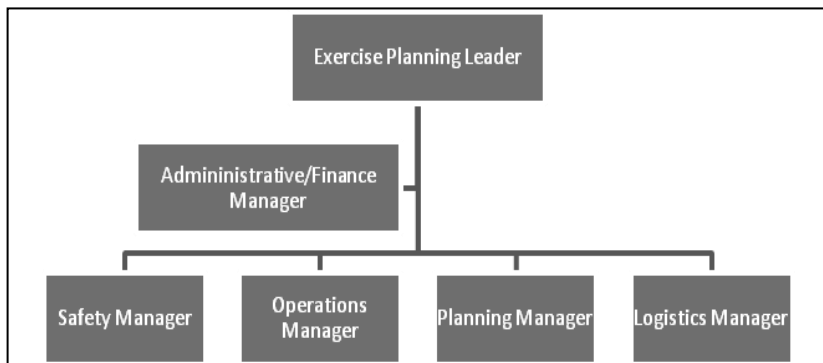 Exercise Planning Leader
Admininistrative/Finance
Manager
Safety Manager
Operations
Manager
Planning Manager
Logistics Manager